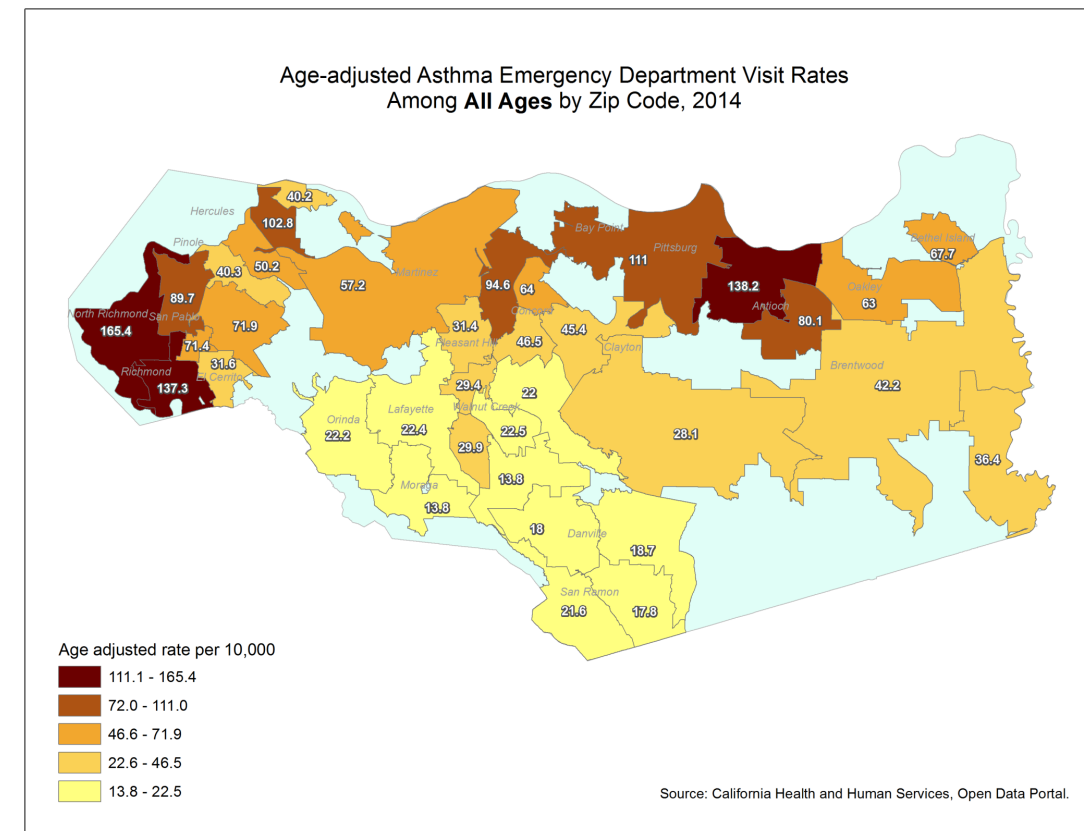 Age-adjusted Asthma Emergency Department Visit Rates
Among All Ages by Zip Code, 2014
40.2
Hercules
102.8
Bay Point
Pinole
Pittsburg
Bethel Island
67.7
40.3
50.2
Martinez
111
57.2
94.6
64
138.2
Oakley
63
89.7
Antioch
North Richmond
San Pablo
165.4
71.9
31.4
Concord
45.4
80.1
71.4
Pleasant Hill
46.5
Clayton
31.6
Brentwood
Richmond
El Cerrito
137.3
29.4
22
42.2
Walnut Creek
Lafayette
Orinda
22.4
22.5
22.2
28.1
29.9
36.4
13.8
Moraga
13.8
18
Danville
18.7
San Ramon
21.6
17.8
Age adjusted rate per 10,000
111.1 - 165.4
72.0 - 111.0
46.6 - 71.9
22.6 - 46.5
13.8 - 22.5
Source: California Health and Human Services, Open Data Portal.